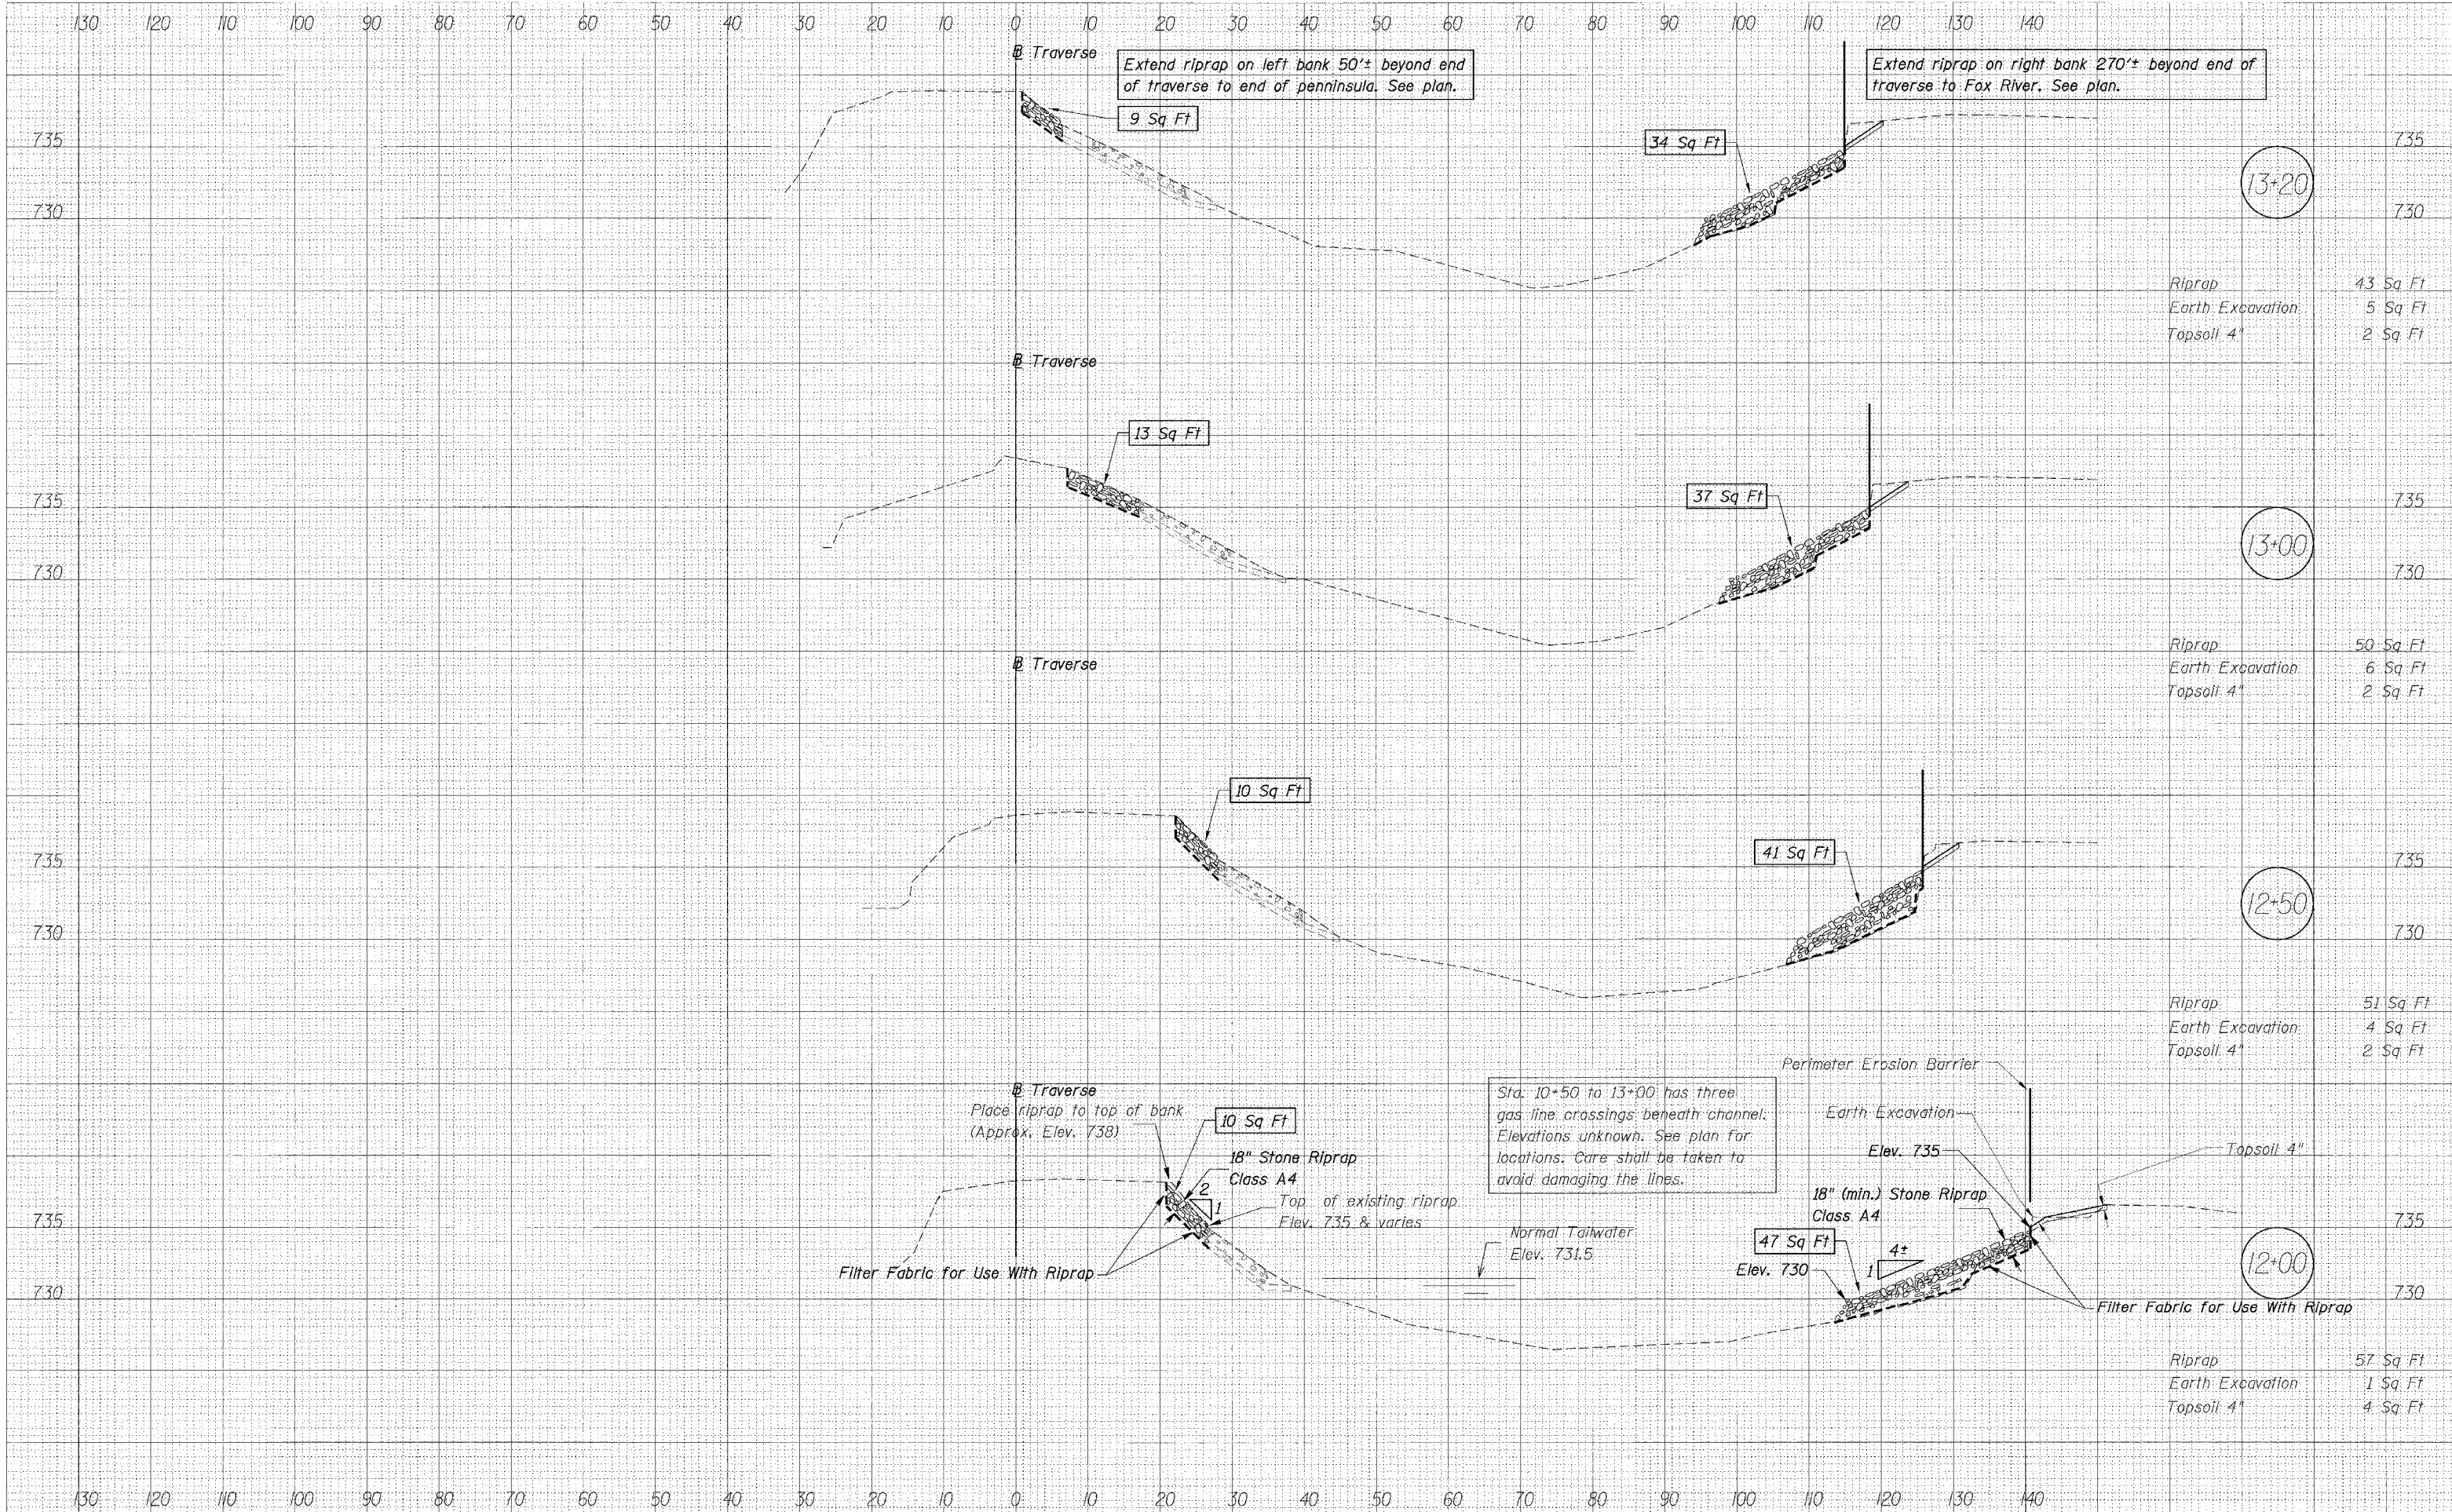 130 120 110 100 90 80 70 60 50 40 30 20 10 0 10 20 30 40 50 60 70 80 90 100 110 120 130 140
B Traverse
Extend riprap on left bank 50'± beyond end
of traverse to end of penninsula. See plan.
Extend riprap on right bank 270'± beyond end of
traverse to Fox River. See plan.
9 Sq Ft
34 Sq Ft
735 735
13+20
730 730
Riprap 43 Sq Ft
Earth Excavation 5 Sq Ft
Topsoil 4" 2 Sq Ft
B Traverse
13 Sq Ft
37 Sq Ft
735 735
13+00
730 730
Riprap 50 Sq Ft
Earth Excavation 6 Sq Ft
Topsoil 4" 2 Sq Ft
B Traverse
10 Sq Ft
41 Sq Ft
735 735
12+50
730 730
Riprap 51 Sq Ft
Earth Excavation 4 Sq Ft
Topsoil 4" 2 Sq Ft
B Traverse
Place riprap to top of bank
(Approx. Elev. 738)
10 Sq Ft
18" Stone Riprap
Class A4
2
1
Top of existing riprap
Elev. 735 & varies
Filter Fabric for Use With Riprap
Normal Tailwater
Elev. 731.5
Sta. 10+50 to 13+00 has three
gas line crossings beneath channel.
Elevations unknown. See plan for
locations. Care shall be taken to
avoid damaging the lines.
Perimeter Erosion Barrier
Earth Excavation
Elev. 735
Topsoil 4"
18" (min.) Stone Riprap
Class A4
47 Sq Ft
4±
1
Elev. 730
Filter Fabric for Use With Riprap
735 735
12+00
730 730
Riprap 57 Sq Ft
Earth Excavation 1 Sq Ft
Topsoil 4" 4 Sq Ft
130 120 110 100 90 80 70 60 50 40 30 20 10 0 10 20 30 40 50 60 70 80 90 100 110 120 130 140